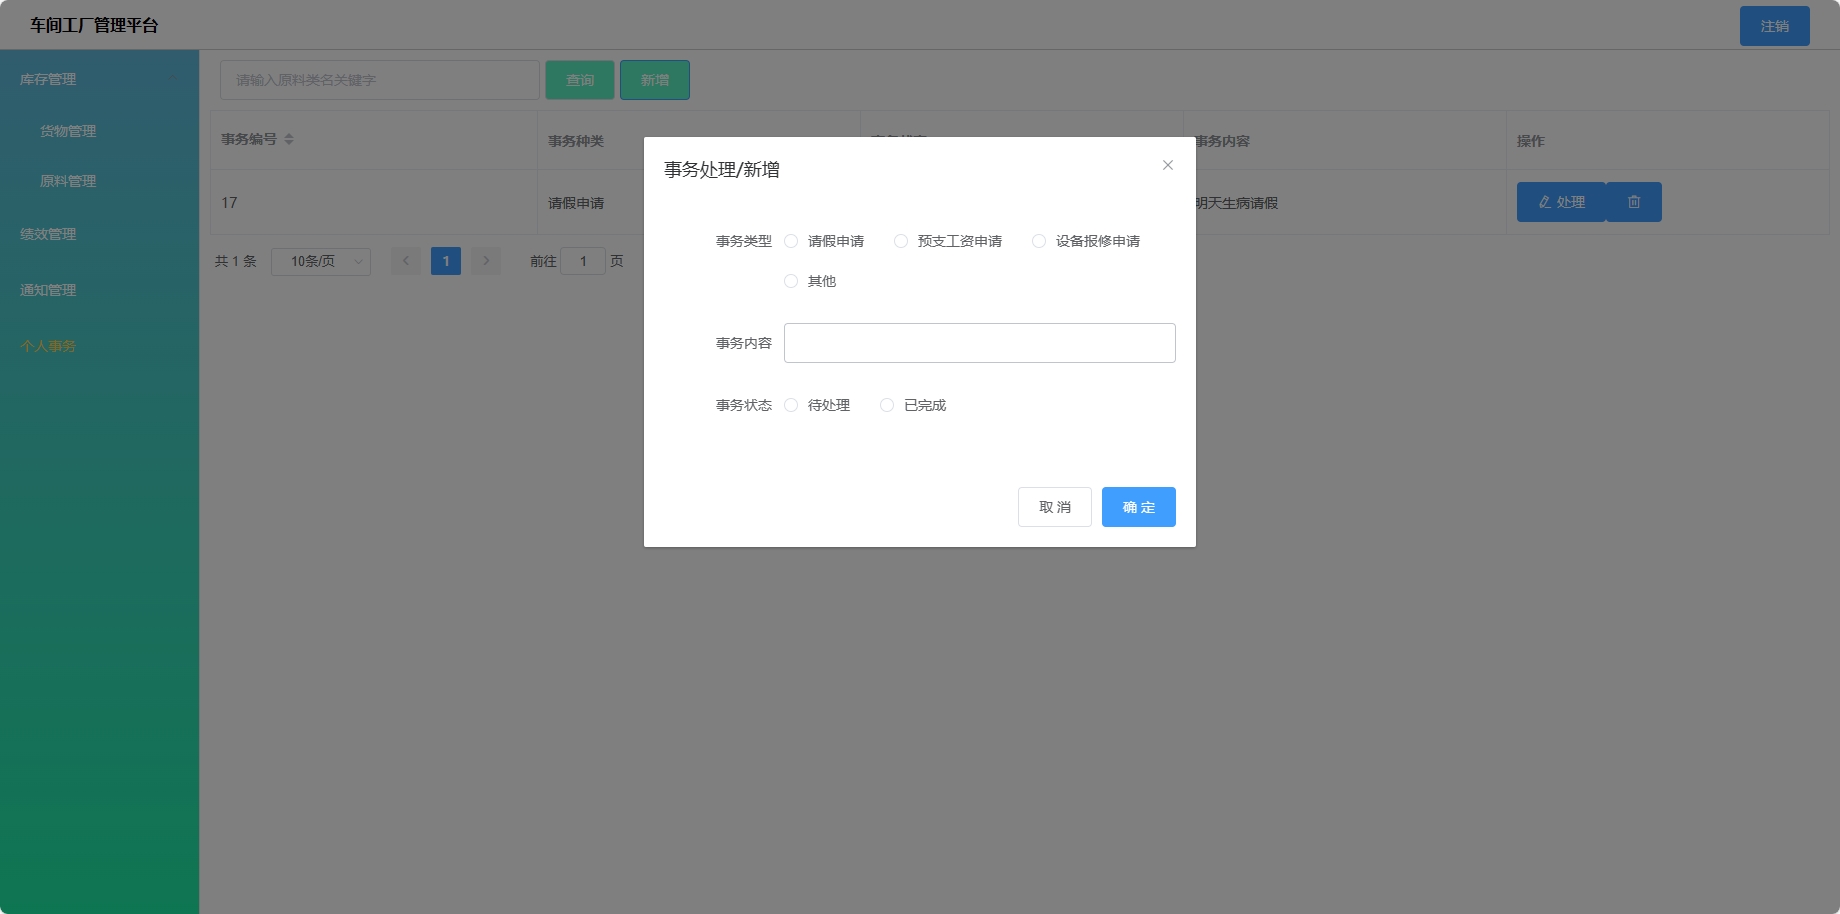 车间工厂管理平台
注销
库存管理
货物管理
原料管理
绩效管理
通知管理
个人事务
请输入原料类名关键字
查询
新增
事务编号
事务种类
事务内容
操作
17
请假申请
明天生病请假
处理
共 1 条
10条/页
1
前往
1
页
事务处理/新增
事务类型
请假申请
预支工资申请
设备报修申请
其他
事务内容
事务状态
待处理
已完成
取 消
确 定